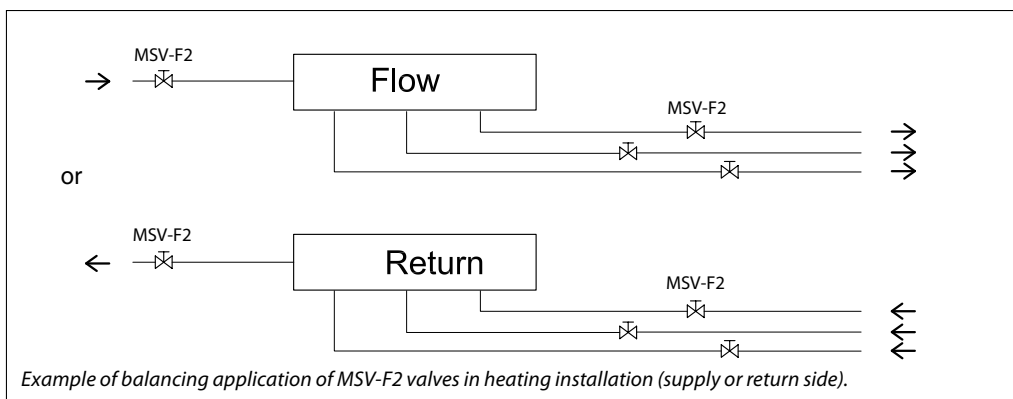 MSV-F2
Flow
MSV-F2
or
MSV-F2
Return
MSV-F2
Example of balancing application of MSV-F2 valves in heating installation (supply or return side).